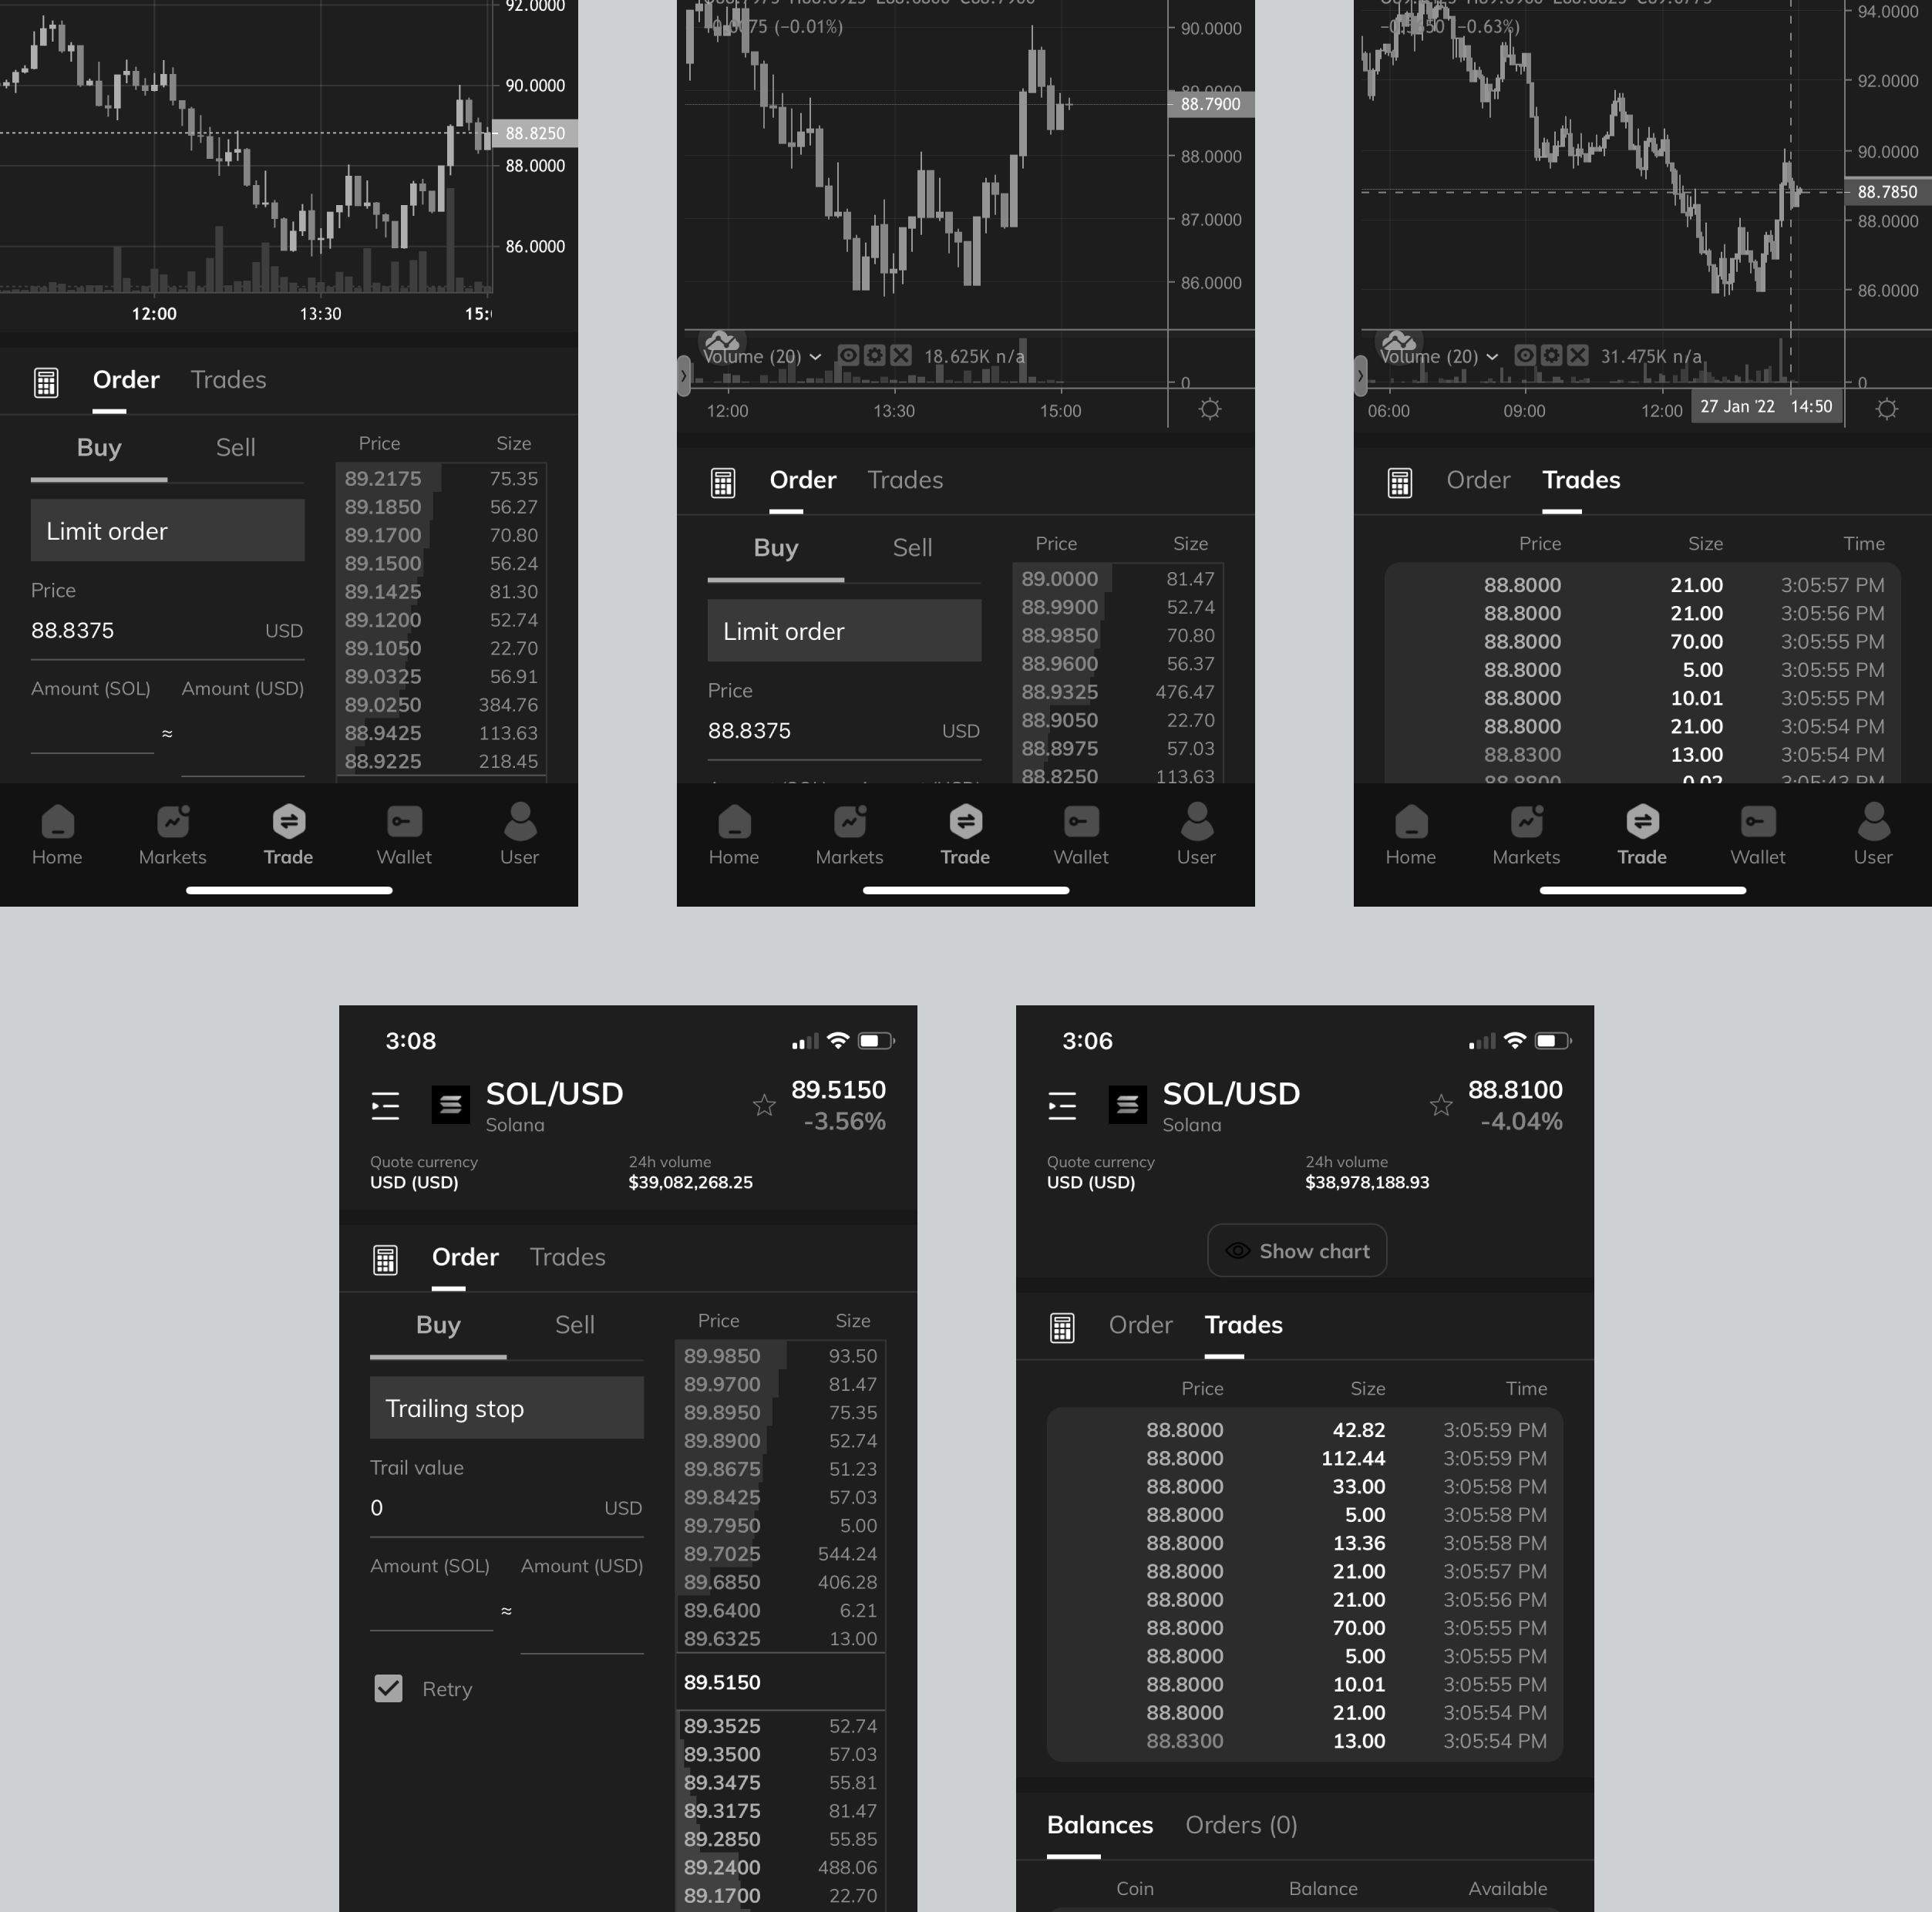 92.0000
90.0000
88.8250
88.0000
86.0000
12:00 13:30 15:
Order Trades
Buy Sell
Limit order
Price
88.8375 USD
Amount (SOL) Amount (USD)
≈
Price Size
89.2175 75.35
89.1850 56.27
89.1700 70.80
89.1500 56.24
89.1425 81.30
89.1200 52.74
89.1050 22.70
89.0325 56.91
89.0250 384.76
88.9425 113.63
88.9225 218.45
Home Markets Trade Wallet User
75 (−0.01%)
90.0000
88.7900
88.0000
87.0000
86.0000
Volume (20) 18.625K n/a
0
12:00 13:30 15:00
Order Trades
Buy Sell
Limit order
Price
88.8375 USD
Price Size
89.0000 81.47
88.9900 52.74
88.9850 70.80
88.9600 56.37
88.9325 476.47
88.9050 22.70
88.8975 57.03
88.8250 113.63
Home Markets Trade Wallet User
94.0000
−0.63%)
92.0000
90.0000
88.7850
88.0000
86.0000
Volume (20) 31.475K n/a
0
06:00 09:00 12:00 27 Jan '22 14:50
Order Trades
Price Size Time
88.8000 21.00 3:05:57 PM
88.8000 21.00 3:05:56 PM
88.8000 70.00 3:05:55 PM
88.8000 5.00 3:05:55 PM
88.8000 10.01 3:05:55 PM
88.8000 21.00 3:05:54 PM
88.8300 13.00 3:05:54 PM
88.8800 0.02 3:05:43 PM
Home Markets Trade Wallet User
3:08
SOL/USD 89.5150
Solana -3.56%
Quote currency 24h volume
USD (USD) $39,082,268.25
Order Trades
Buy Sell
Trailing stop
Trail value
0 USD
Amount (SOL) Amount (USD)
≈
Retry
Price Size
89.9850 93.50
89.9700 81.47
89.8950 75.35
89.8900 52.74
89.8675 51.23
89.8425 57.03
89.7950 5.00
89.7025 544.24
89.6850 406.28
89.6400 6.21
89.6325 13.00
89.5150
89.3525 52.74
89.3500 57.03
89.3475 55.81
89.3175 81.47
89.2850 55.85
89.2400 488.06
89.1700 22.70
3:06
SOL/USD 88.8100
Solana -4.04%
Quote currency 24h volume
USD (USD) $38,978,188.93
Show chart
Order Trades
Price Size Time
88.8000 42.82 3:05:59 PM
88.8000 112.44 3:05:59 PM
88.8000 33.00 3:05:58 PM
88.8000 5.00 3:05:58 PM
88.8000 13.36 3:05:58 PM
88.8000 21.00 3:05:57 PM
88.8000 21.00 3:05:56 PM
88.8000 70.00 3:05:55 PM
88.8000 5.00 3:05:55 PM
88.8000 10.01 3:05:55 PM
88.8000 21.00 3:05:54 PM
88.8300 13.00 3:05:54 PM
Balances Orders (0)
Coin Balance Available